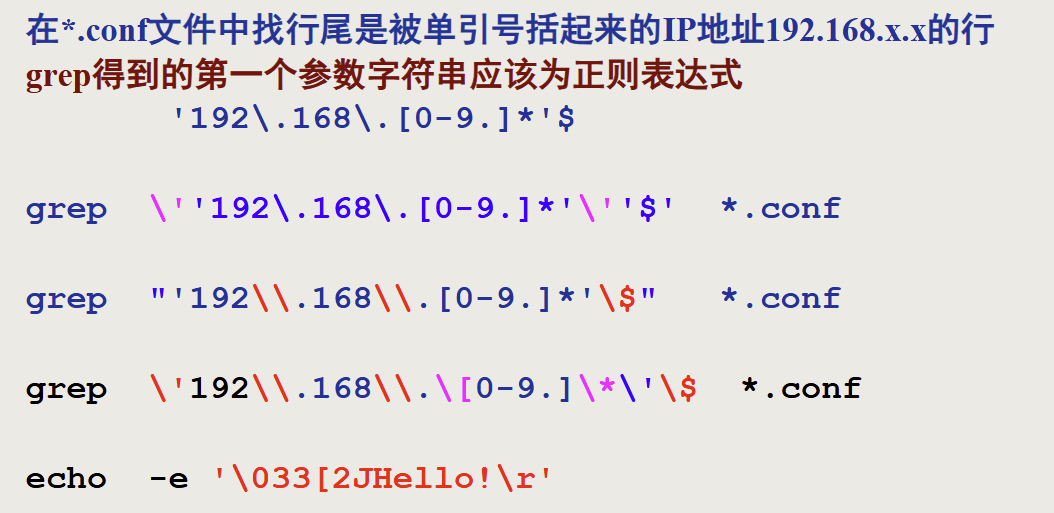 在*.conf文件中找行尾是被单引号括起来的IP地址192.168.x.x的行
grep得到的第一个参数字符串应该为正则表达式
'192\.168\.[0-9.]*'$
grep \''192\.168\.[0-9.]*'\''$' *.conf
grep "'192\\.168\\.[0-9.]*'\$" *.conf
grep \'192\\.168\\.\[0-9.]\*\'\$ *.conf
echo -e '\033[2JHello!\r'